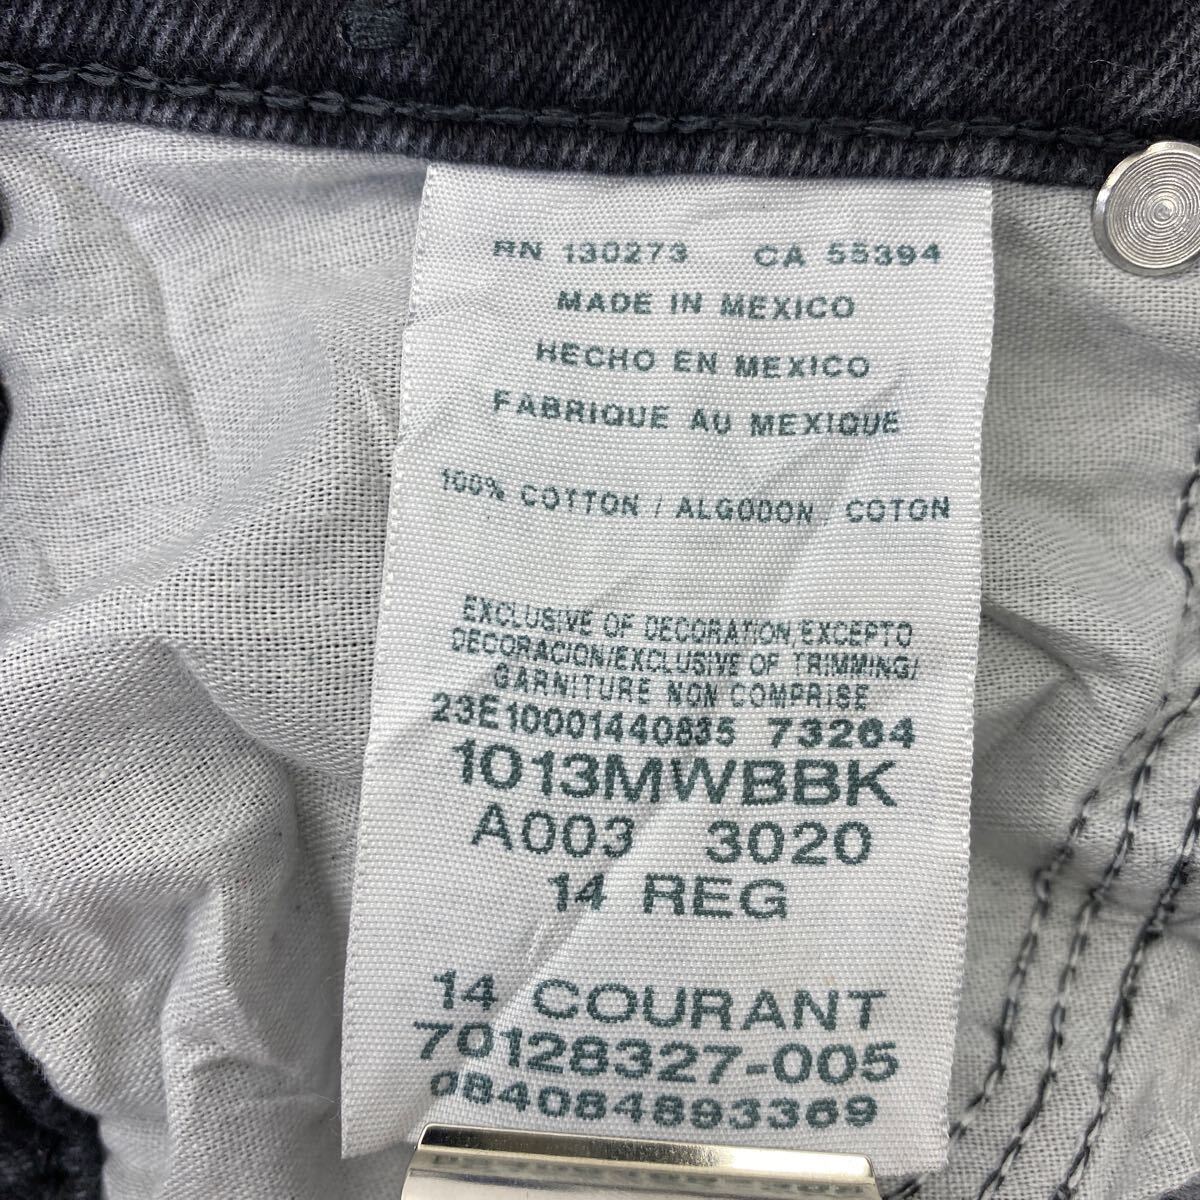 RN 130273 CA 55394
MADE IN MEXICO
HECHO EN MEXICO
FABRIQUE AU MEXIQUE
100% COTTON / ALGODON / COTON
EXCLUSIVE OF DECORATION/EXCEPTO
DECORACION/EXCLUSIVE OF TRIMMING/
GARNITURE NON COMPRISE
23E10001440835 73264
1013MWBBK
A003 3020
14 REG
14 COURANT
70128327-005
084084893369